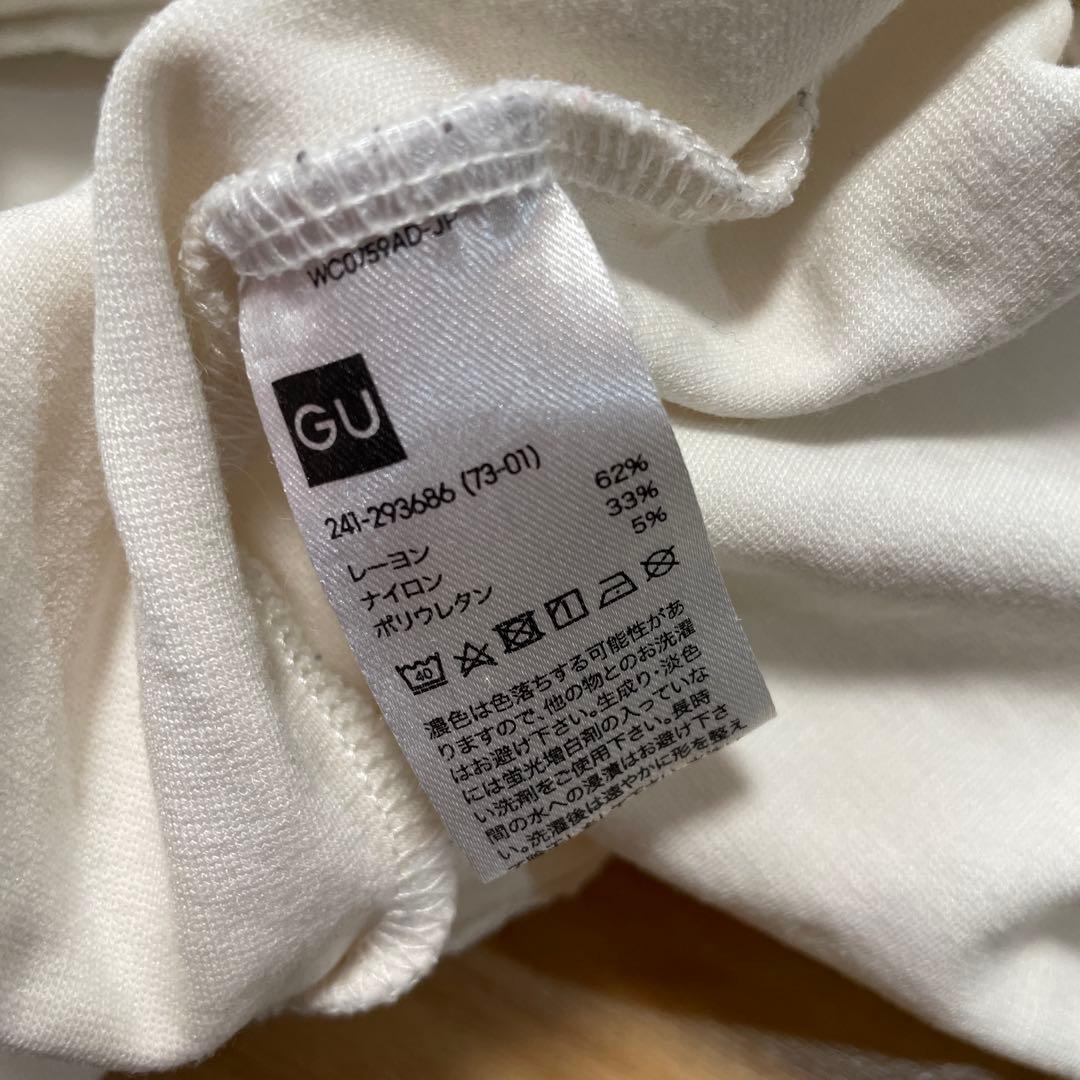 WC0759AD-JP
GU
241-293686 (73-01)
レーヨン 62%
ナイロン 33%
ポリウレタン 5%
40
濃色は色落ちする可能性があ
りますので、他の物とのお洗濯
はお避け下さい。生成り・淡色
には蛍光増白剤の入っていな
い洗剤をご使用下さい。長時
間の水への浸漬はお避け下さ
い。洗濯後は速やかに形を整え